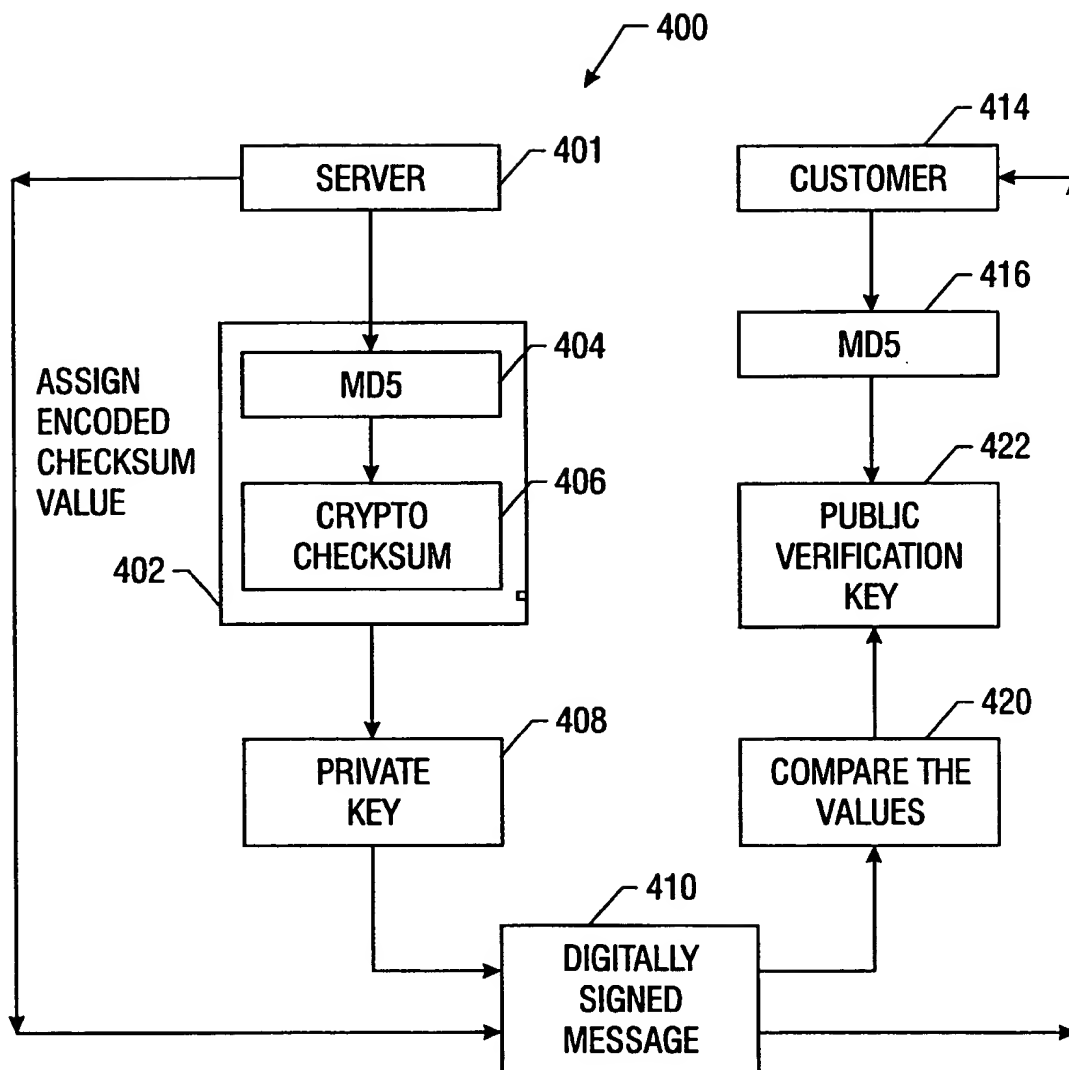 400
SERVER
401
CUSTOMER
414
MD5
404
MD5
416
ASSIGN
ENCODED
CHECKSUM
VALUE
CRYPTO
CHECKSUM
406
402
PUBLIC
VERIFICATION
KEY
422
PRIVATE
KEY
408
COMPARE THE
VALUES
420
DIGITALLY
SIGNED
MESSAGE
410